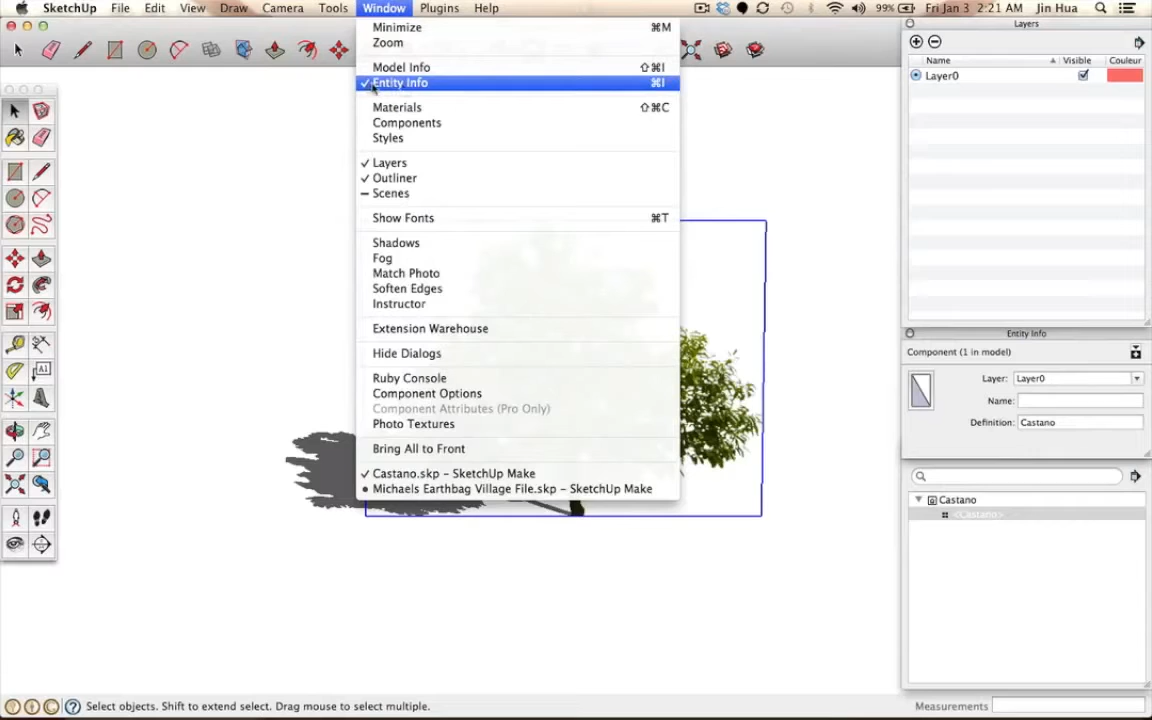 SketchUp File Edit View Draw Camera Tools Window Plugins Help 99% Fri Jan 3 2:21 AM Jin Hua
Minimize ⌘M
Zoom
Model Info ⇧⌘I
✓ Entity Info ⌘I
Materials ⇧⌘C
Components
Styles
✓ Layers
✓ Outliner
– Scenes
Show Fonts ⌘T
Shadows
Fog
Match Photo
Soften Edges
Instructor
Extension Warehouse
Hide Dialogs
Ruby Console
Component Options
Component Attributes (Pro Only)
Photo Textures
Bring All to Front
✓ Castano.skp - SketchUp Make
• Michaels Earthbag Village File.skp - SketchUp Make
A1
Layers
Name Visible Couleur
Layer0
Entity Info
Component (1 in model)
Layer: Layer0
Name:
Definition: Castano
Castano
<Castano>
Select objects. Shift to extend select. Drag mouse to select multiple.
Measurements